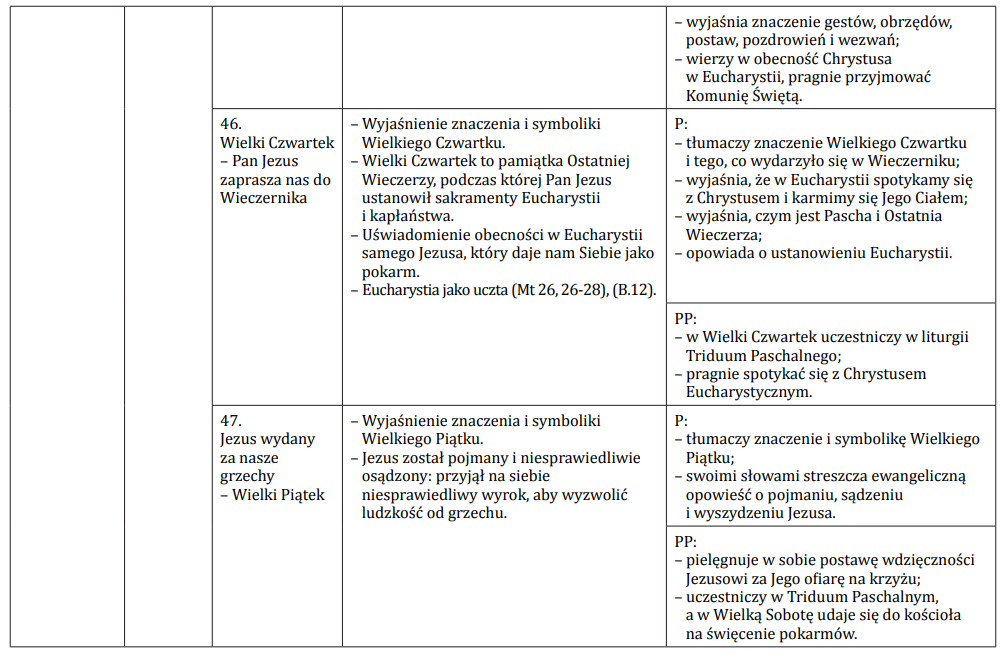 – wyjaśnia znaczenie gestów, obrzędów,
postaw, pozdrowień i wezwań;
– wierzy w obecność Chrystusa
w Eucharystii, pragnie przyjmować
Komunię Świętą.
46.
Wielki Czwartek
– Pan Jezus
zaprasza nas do
Wieczernika
– Wyjaśnienie znaczenia i symboliki
Wielkiego Czwartku.
– Wielki Czwartek to pamiątka Ostatniej
Wieczerzy, podczas której Pan Jezus
ustanowił sakramenty Eucharystii
i kapłaństwa.
– Uświadomienie obecności w Eucharystii
samego Jezusa, który daje nam Siebie jako
pokarm.
– Eucharystia jako uczta (Mt 26, 26-28), (B.12).
P:
– tłumaczy znaczenie Wielkiego Czwartku
i tego, co wydarzyło się w Wieczerniku;
– wyjaśnia, że w Eucharystii spotykamy się
z Chrystusem i karmimy się Jego Ciałem;
– wyjaśnia, czym jest Pascha i Ostatnia
Wieczerza;
– opowiada o ustanowieniu Eucharystii.
PP:
– w Wielki Czwartek uczestniczy w liturgii
Triduum Paschalnego;
– pragnie spotykać się z Chrystusem
Eucharystycznym.
47.
Jezus wydany
za nasze
grzechy
– Wielki Piątek
– Wyjaśnienie znaczenia i symboliki
Wielkiego Piątku.
– Jezus został pojmany i niesprawiedliwie
osądzony: przyjął na siebie
niesprawiedliwy wyrok, aby wyzwolić
ludzkość od grzechu.
P:
– tłumaczy znaczenie i symbolikę Wielkiego
Piątku;
– swoimi słowami streszcza ewangeliczną
opowieść o pojmaniu, sądzeniu
i wyszydzeniu Jezusa.
PP:
– pielęgnuje w sobie postawę wdzięczności
Jezusowi za Jego ofiarę na krzyżu;
– uczestniczy w Triduum Paschalnym,
a w Wielką Sobotę udaje się do kościoła
na święcenie pokarmów.